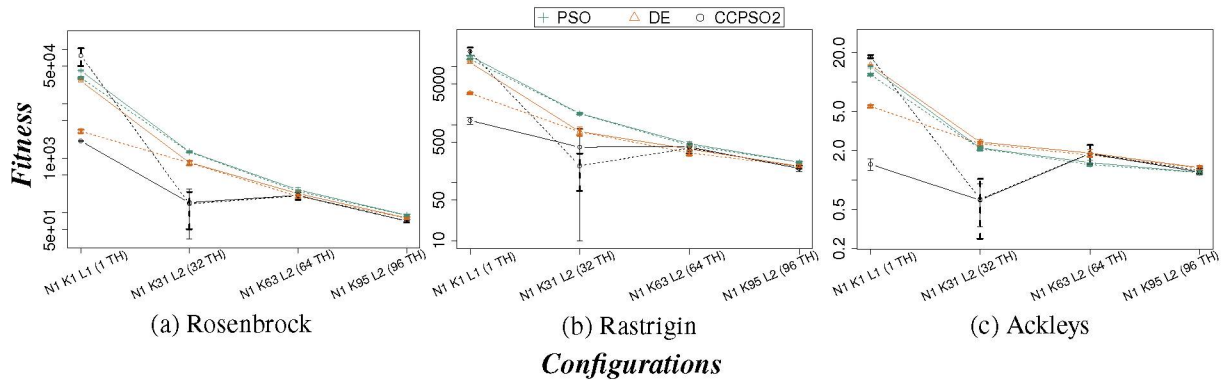 PSO DE CCPSO2
Fitness
5e+04
1e+03
5e+01
N1 K1 L1 (1 TH)
N1 K31 L2 (32 TH)
N1 K63 L2 (64 TH)
N1 K95 L2 (96 TH)
(a) Rosenbrock
5000
500
50
10
N1 K1 L1 (1 TH)
N1 K31 L2 (32 TH)
N1 K63 L2 (64 TH)
N1 K95 L2 (96 TH)
(b) Rastrigin
20.0
5.0
2.0
0.5
0.2
N1 K1 L1 (1 TH)
N1 K31 L2 (32 TH)
N1 K63 L2 (64 TH)
N1 K95 L2 (96 TH)
(c) Ackleys
Configurations